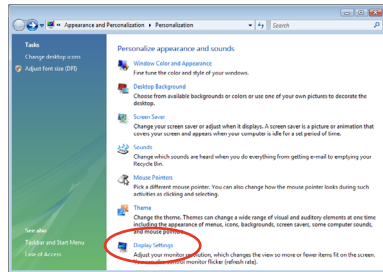 Appearance and Personalization ▸ Personalization
Search
Tasks
Change desktop icons
Adjust font size (DPI)
Personalize appearance and sounds
Window Color and Appearance
Fine tune the color and style of your windows.
Desktop Background
Choose from available backgrounds or colors or use one of your own pictures to decorate the
desktop.
Screen Saver
Change your screen saver or adjust when it displays. A screen saver is a picture or animation that
covers your screen and appears when your computer is idle for a set period of time.
Sounds
Change which sounds are heard when you do everything from getting e-mail to emptying your
Recycle Bin.
Mouse Pointers
Pick a different mouse pointer. You can also change how the mouse pointer looks during such
activities as clicking and selecting.
Theme
Change the theme. Themes can change a wide range of visual and auditory elements at one time
including the appearance of menus, icons, backgrounds, screen savers, some computer sounds,
and mouse pointers.
See also
Taskbar and Start Menu
Ease of Access
Display Settings
Adjust your monitor resolution, which changes the view so more or fewer items fit on the screen.
control monitor flicker (refresh rate).